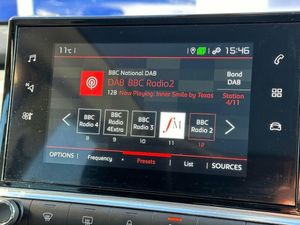 11°C
15:46
BBC National DAB
DAB BBC Radio2
12B Now Playing: Inner Smile by Texas
Band
DAB
Station
4/11
BBC
Radio 4
BBC
Radio
4Extra
BBC
Radio 3
fM
BBC
Radio 2
8
9
10
11
12
OPTIONS
Frequency
Presets
List
SOURCES